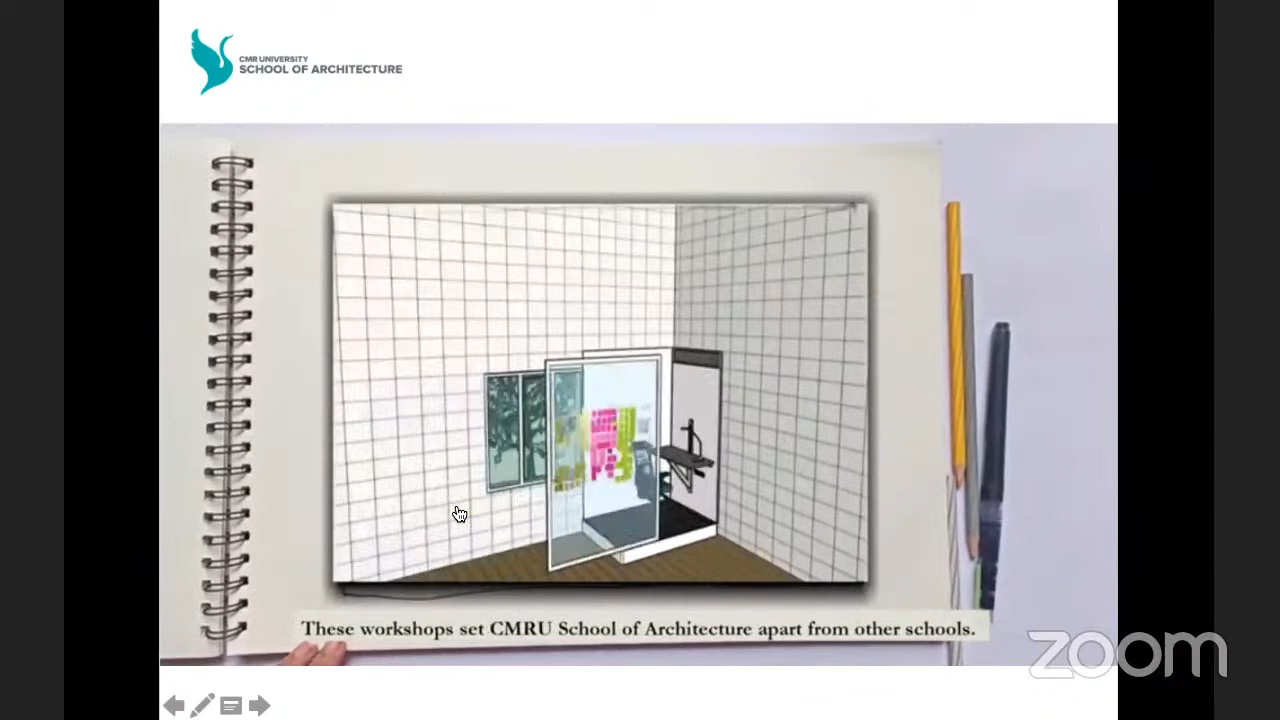 CMR UNIVERSITY
SCHOOL OF ARCHITECTURE
These workshops set CMRU School of Architecture apart from other schools.
zoom